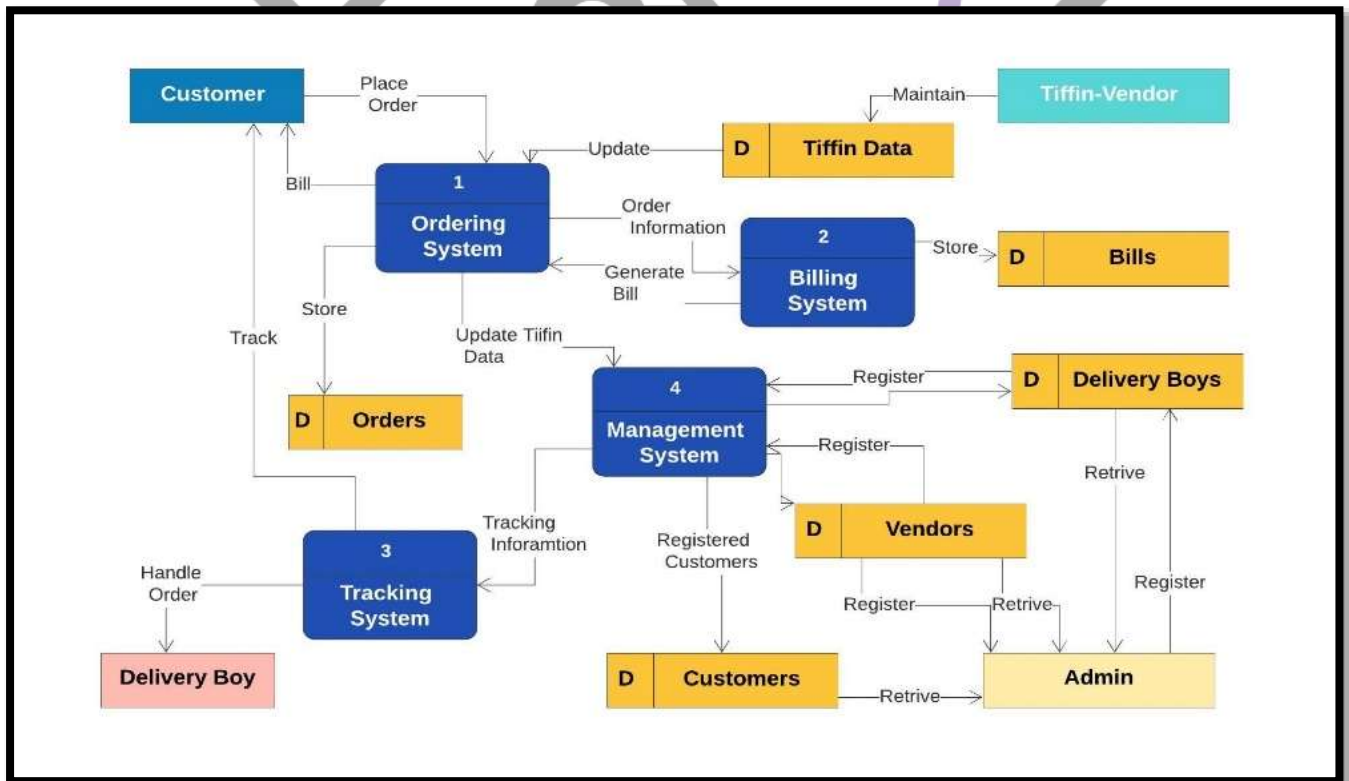 Customer
Place
Order
Maintain
Tiffin-Vendor
D
Tiffin Data
Update
Bill
1
Ordering
System
Order
Information
2
Billing
System
Store
D
Bills
Generate
Bill
Store
Track
Update Tiifin
Data
4
Management
System
Register
D
Delivery Boys
D
Orders
Register
Retrive
Tracking
Inforamtion
Registered
Customers
D
Vendors
3
Tracking
System
Handle
Order
Register
Retrive
Register
Delivery Boy
D
Customers
Retrive
Admin